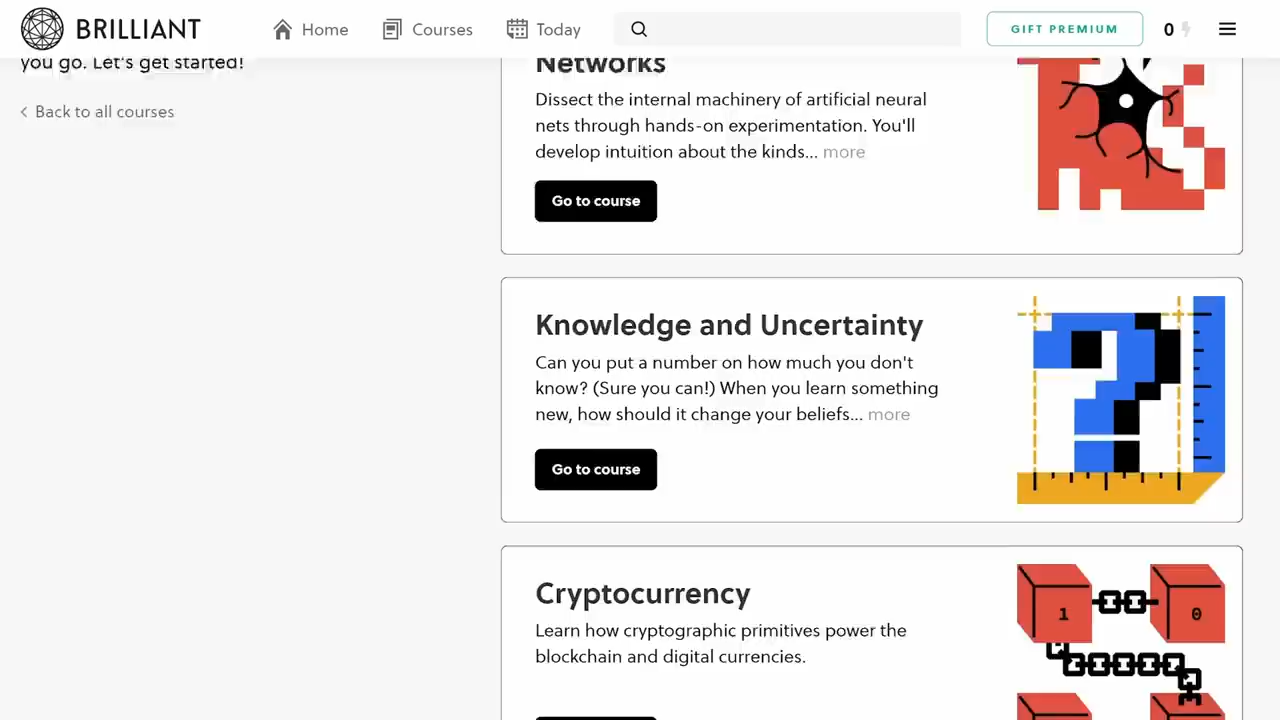 BRILLIANT
Home
Courses
Today
GIFT PREMIUM
0
you go. Let's get started!
< Back to all courses
Networks
Dissect the internal machinery of artificial neural
nets through hands-on experimentation. You'll
develop intuition about the kinds... more
Go to course
Knowledge and Uncertainty
Can you put a number on how much you don't
know? (Sure you can!) When you learn something
new, how should it change your beliefs... more
Go to course
Cryptocurrency
Learn how cryptographic primitives power the
blockchain and digital currencies.
1
0